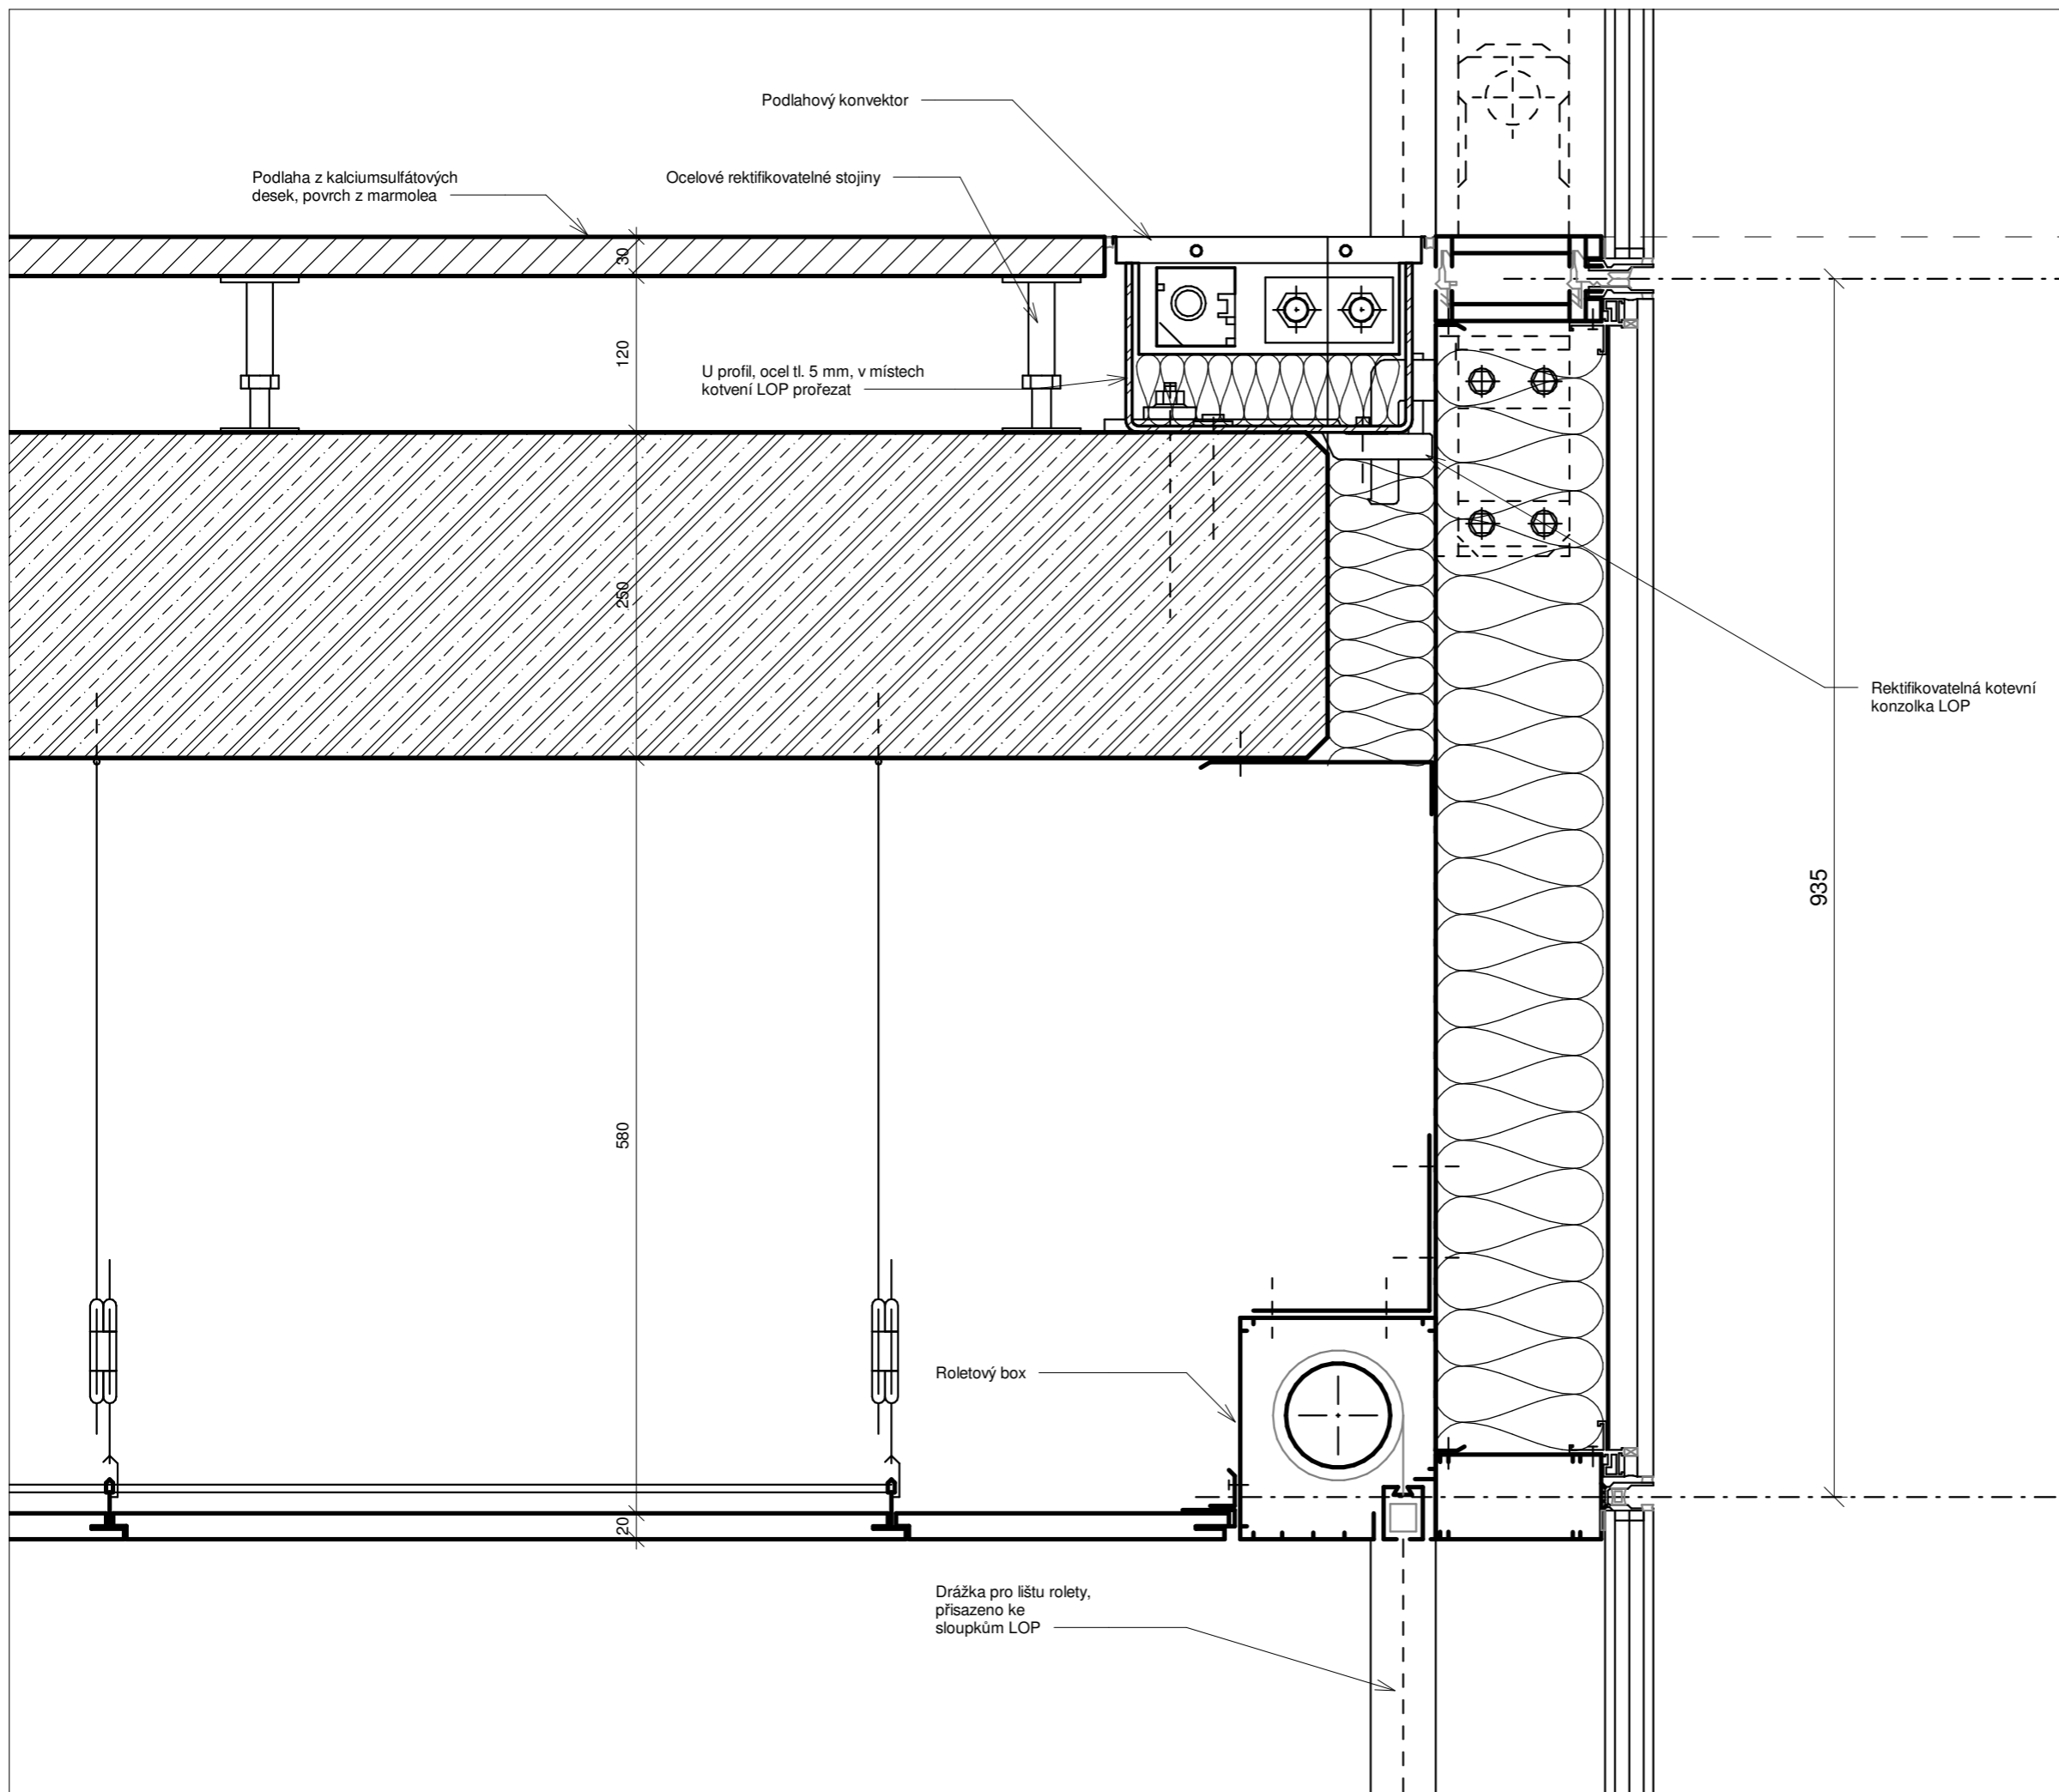 Podlahový konvektor
Podlaha z kalciumsulfátových
desek, povrch z marmolea
Ocelové rektifikovatelné stojiny
30
120
U profil, ocel tl. 5 mm, v místech
kotvení LOP prořezat
250
Rektifikovatelná kotevní
konzolka LOP
935
580
Roletový box
20
Drážka pro lištu rolety,
přisazeno ke
sloupkům LOP